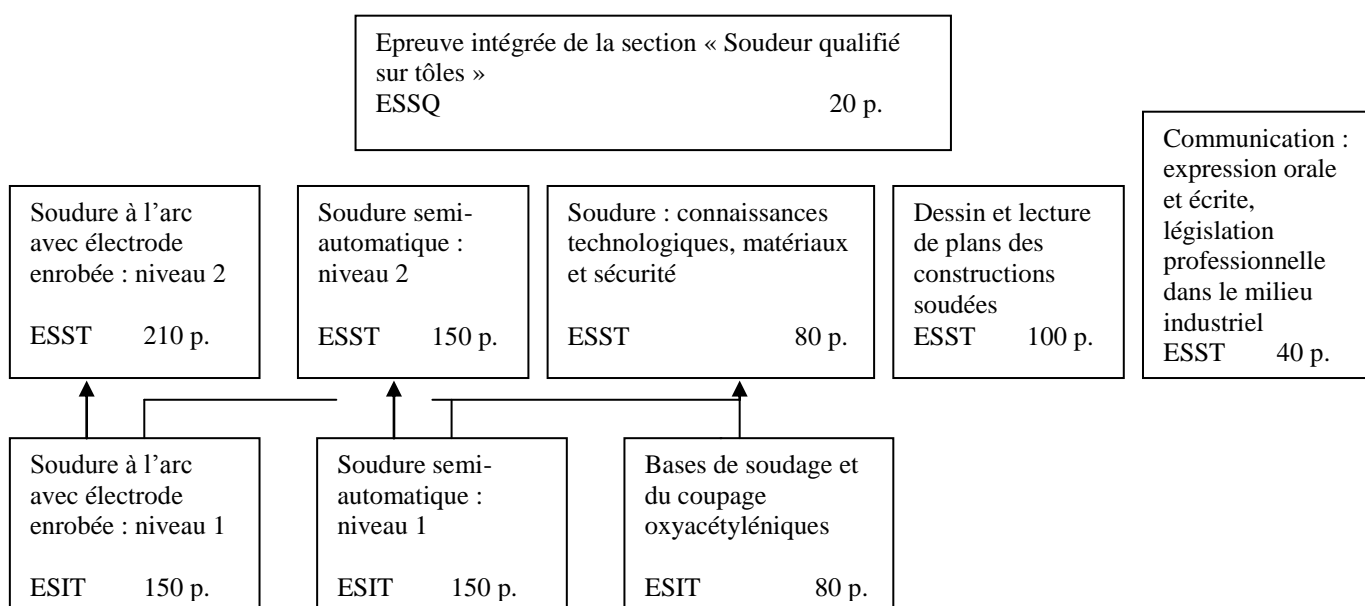 Epreuve intégrée de la section « Soudeur qualifié
sur tôles »
ESSQ 20 p.
Communication :
expression orale
et écrite,
législation
professionnelle
dans le milieu
industriel
ESST 40 p.
Soudure à l’arc
avec électrode
enrobée : niveau 2
ESST 210 p.
Soudure semi-
automatique :
niveau 2
ESST 150 p.
Soudure : connaissances
technologiques, matériaux
et sécurité
ESST 80 p.
Dessin et lecture
de plans des
constructions
soudées
ESST 100 p.
Soudure à l’arc
avec électrode
enrobée : niveau 1
ESIT 150 p.
Soudure semi-
automatique :
niveau 1
ESIT 150 p.
Bases de soudage et
du coupage
oxyacétyléniques
ESIT 80 p.